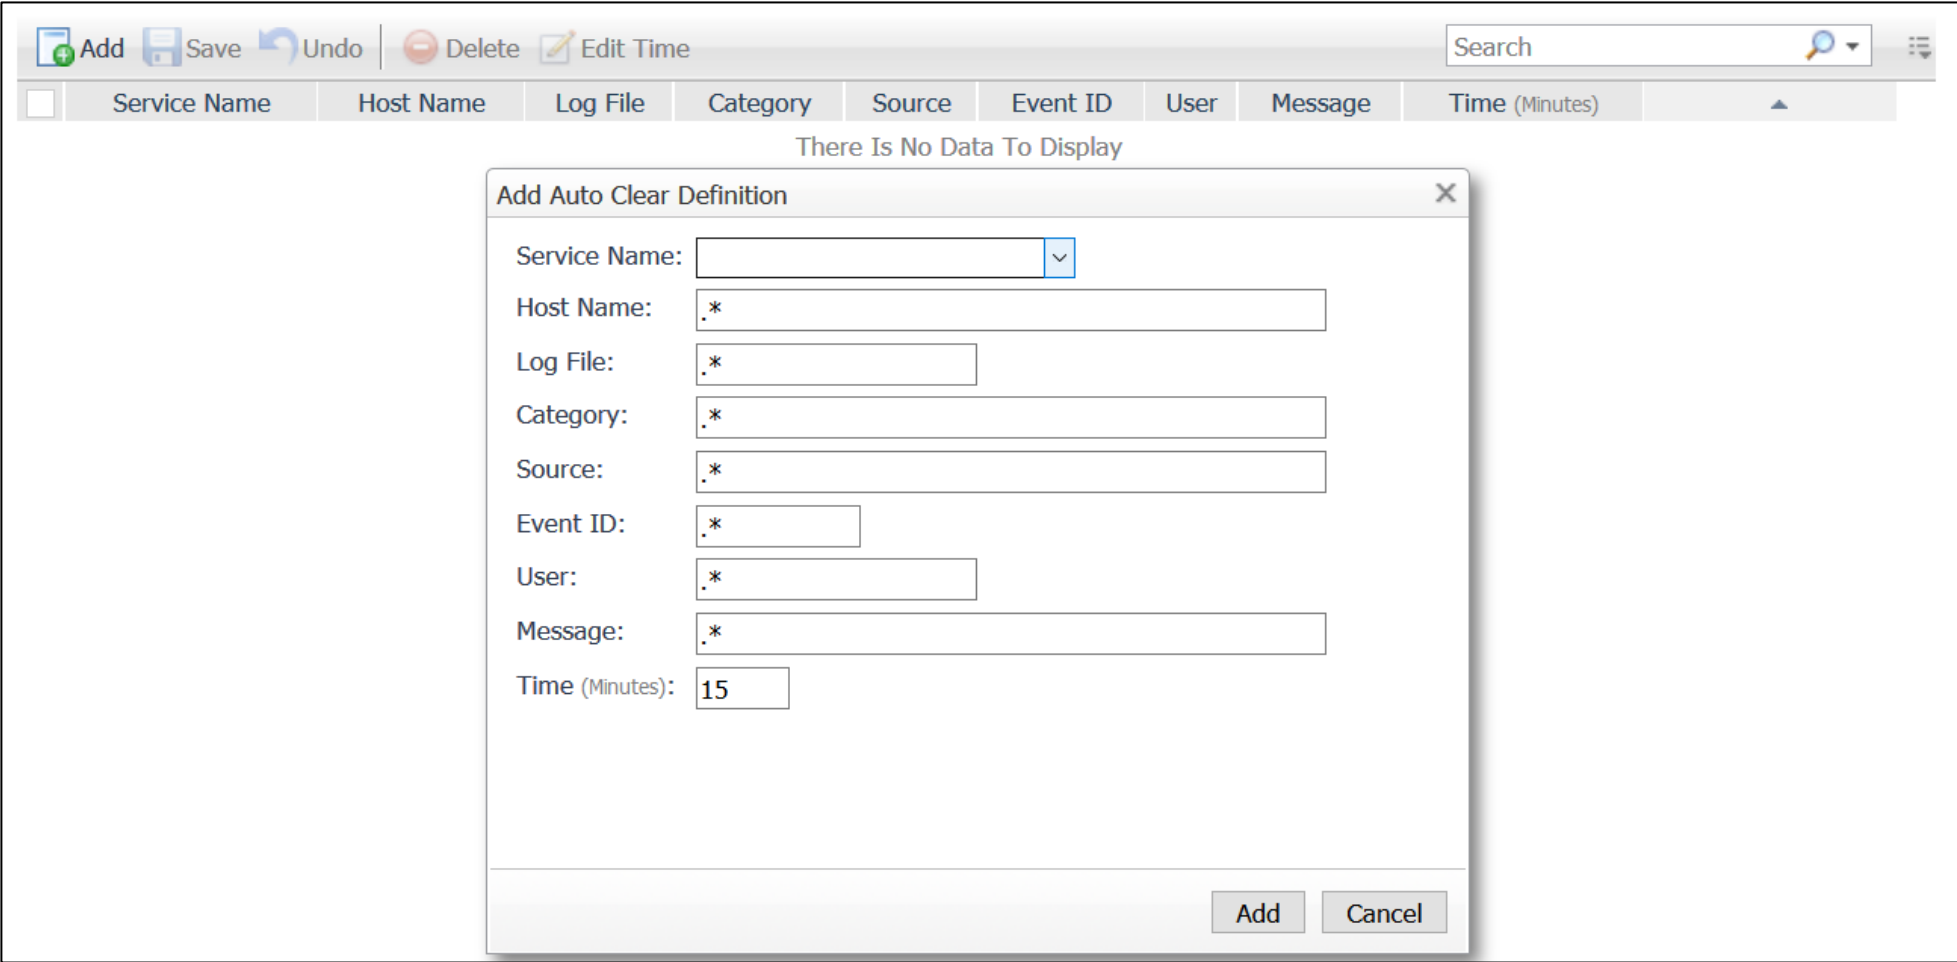 Add Save Undo Delete Edit Time Search
Service Name Host Name Log File Category Source Event ID User Message Time (Minutes)
There Is No Data To Display
Add Auto Clear Definition
Service Name:
Host Name: .*
Log File: .*
Category: .*
Source: .*
Event ID: .*
User: .*
Message: .*
Time (Minutes): 15
Add Cancel